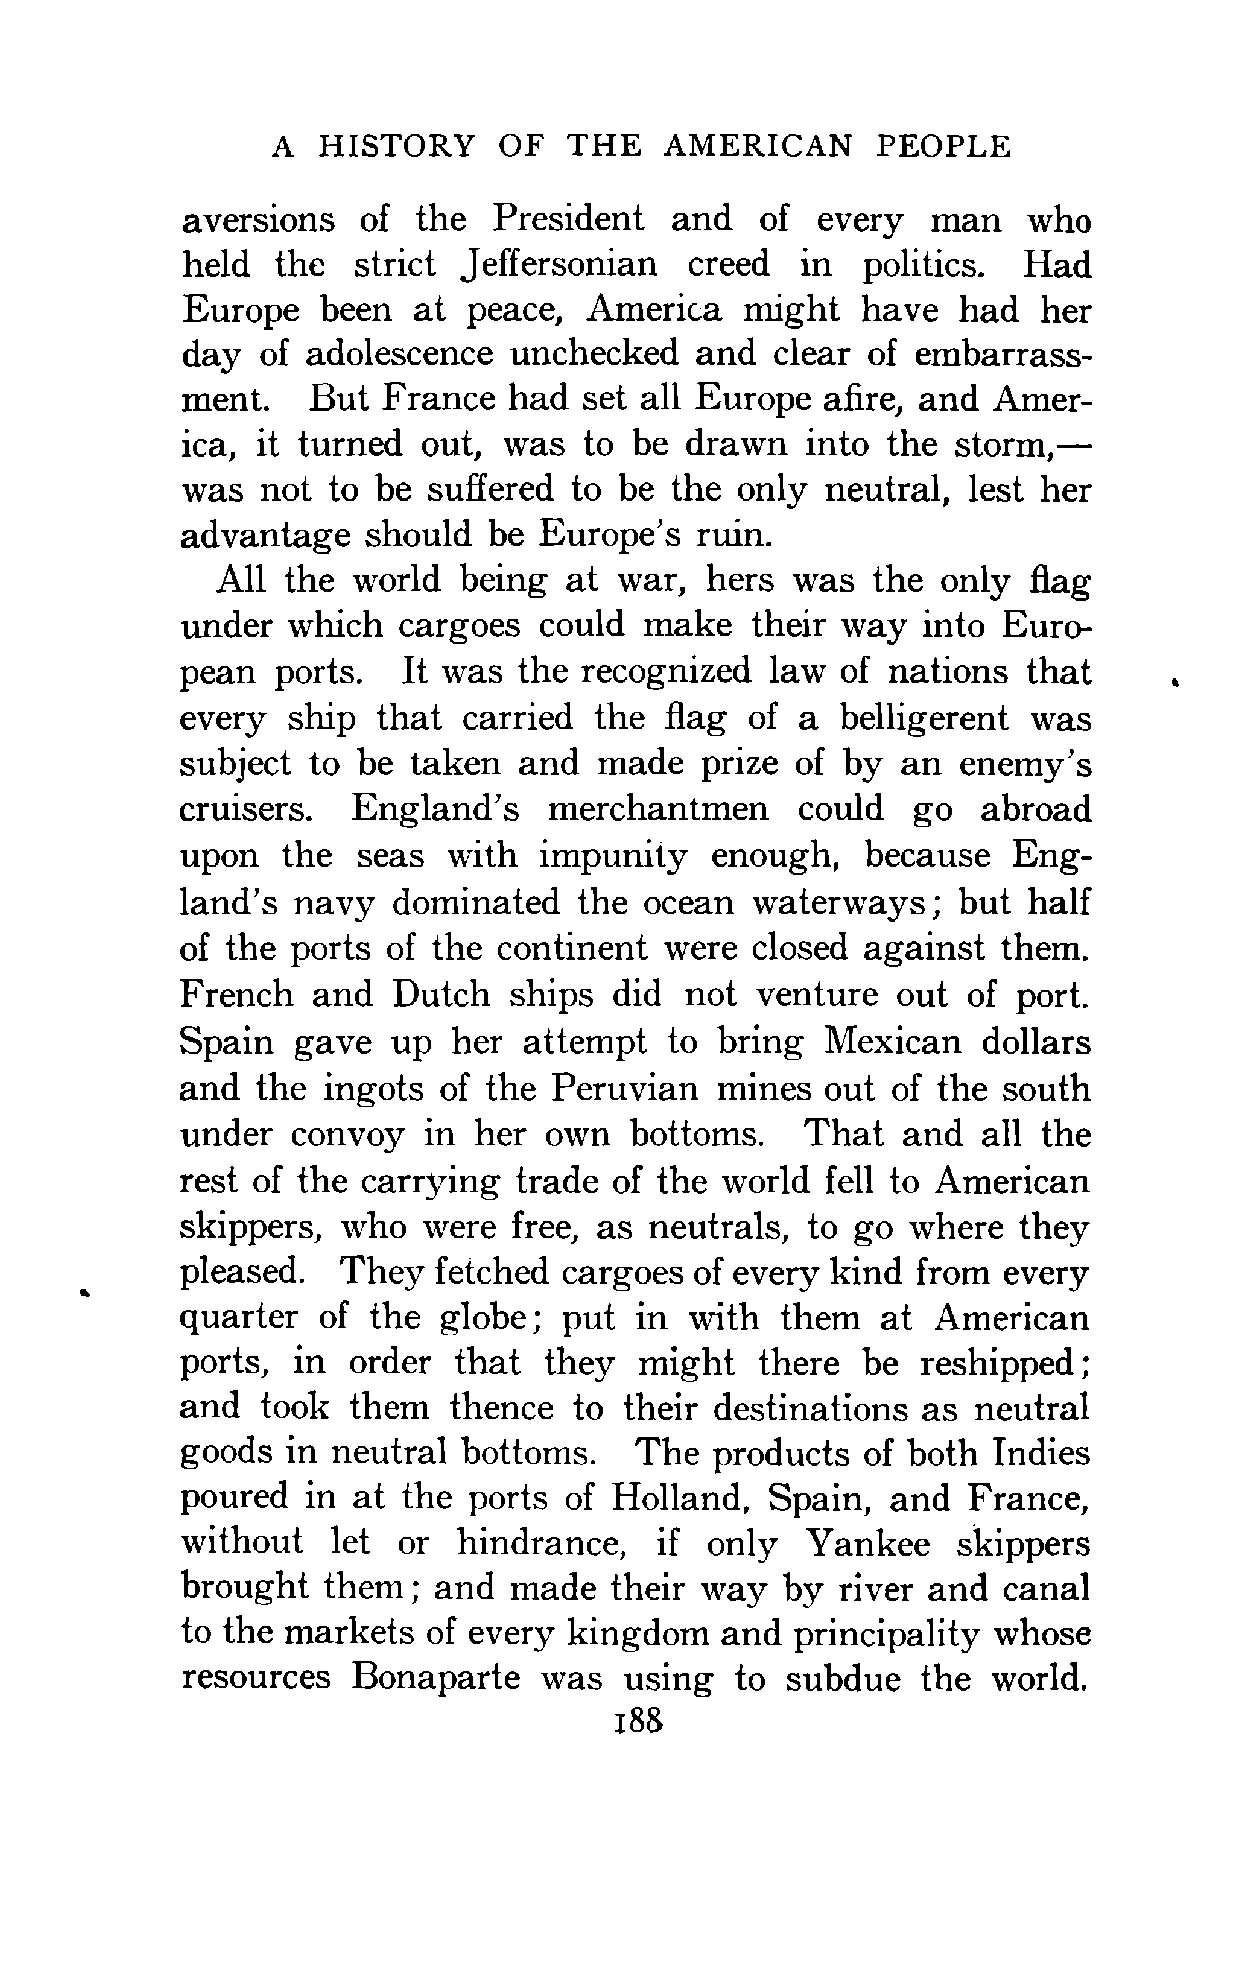 A HISTORY OF THE AMERICAN PEOPLE
aversions of the President and of every man who
held the strict Jeffersonian creed in politics. Had
Europe been at peace, America might have had her
day of adolescence unchecked and clear of embarrass-
ment. But France had set all Europe afire, and Amer-
ica, it turned out, was to be drawn into the storm,—
was not to be suffered to be the only neutral, lest her
advantage should be Europe's ruin.
All the world being at war, hers was the only flag
under which cargoes could make their way into Euro-
pean ports. It was the recognized law of nations that
every ship that carried the flag of a belligerent was
subject to be taken and made prize of by an enemy's
cruisers. England's merchantmen could go abroad
upon the seas with impunity enough, because Eng-
land's navy dominated the ocean waterways; but half
of the ports of the continent were closed against them.
French and Dutch ships did not venture out of port.
Spain gave up her attempt to bring Mexican dollars
and the ingots of the Peruvian mines out of the south
under convoy in her own bottoms. That and all the
rest of the carrying trade of the world fell to American
skippers, who were free, as neutrals, to go where they
pleased. They fetched cargoes of every kind from every
quarter of the globe; put in with them at American
ports, in order that they might there be reshipped;
and took them thence to their destinations as neutral
goods in neutral bottoms. The products of both Indies
poured in at the ports of Holland, Spain, and France,
without let or hindrance, if only Yankee skippers
brought them; and made their way by river and canal
to the markets of every kingdom and principality whose
resources Bonaparte was using to subdue the world.
188